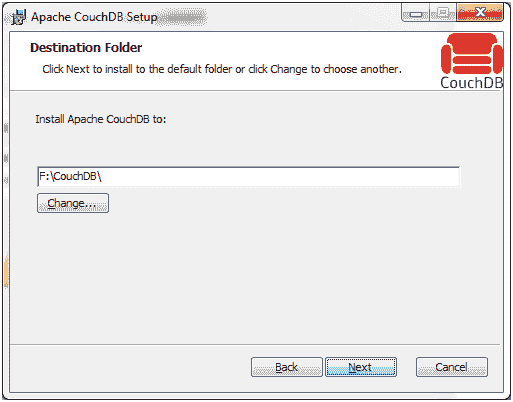 Apache CouchDB Setup
Destination Folder
Click Next to install to the default folder or click Change to choose another.
CouchDB
Install Apache CouchDB to:
F:\CouchDB\
Change...
Back
Next
Cancel